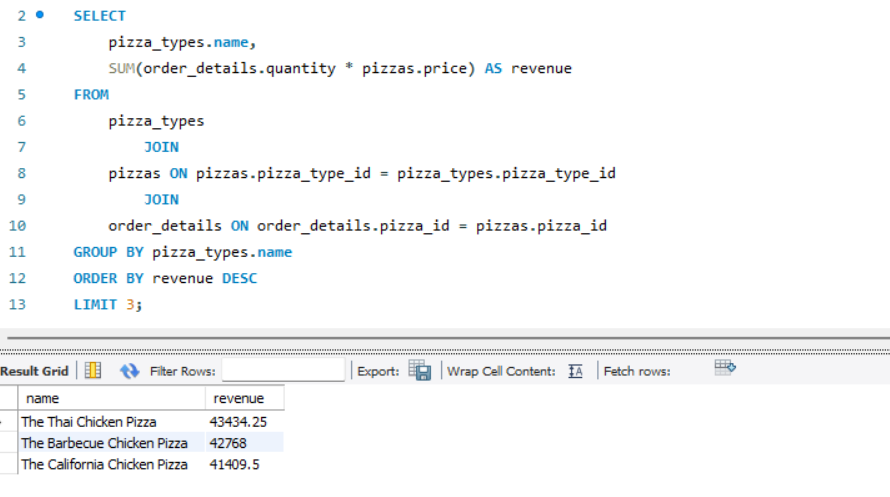 2 SELECT
3 pizza_types.name,
4 SUM(order_details.quantity * pizzas.price) AS revenue
5 FROM
6 pizza_types
7 JOIN
8 pizzas ON pizzas.pizza_type_id = pizza_types.pizza_type_id
9 JOIN
10 order_details ON order_details.pizza_id = pizzas.pizza_id
11 GROUP BY pizza_types.name
12 ORDER BY revenue DESC
13 LIMIT 3;
Result Grid Filter Rows: Export: Wrap Cell Content: IA Fetch rows:
name revenue
The Thai Chicken Pizza 43434.25
The Barbecue Chicken Pizza 42768
The California Chicken Pizza 41409.5